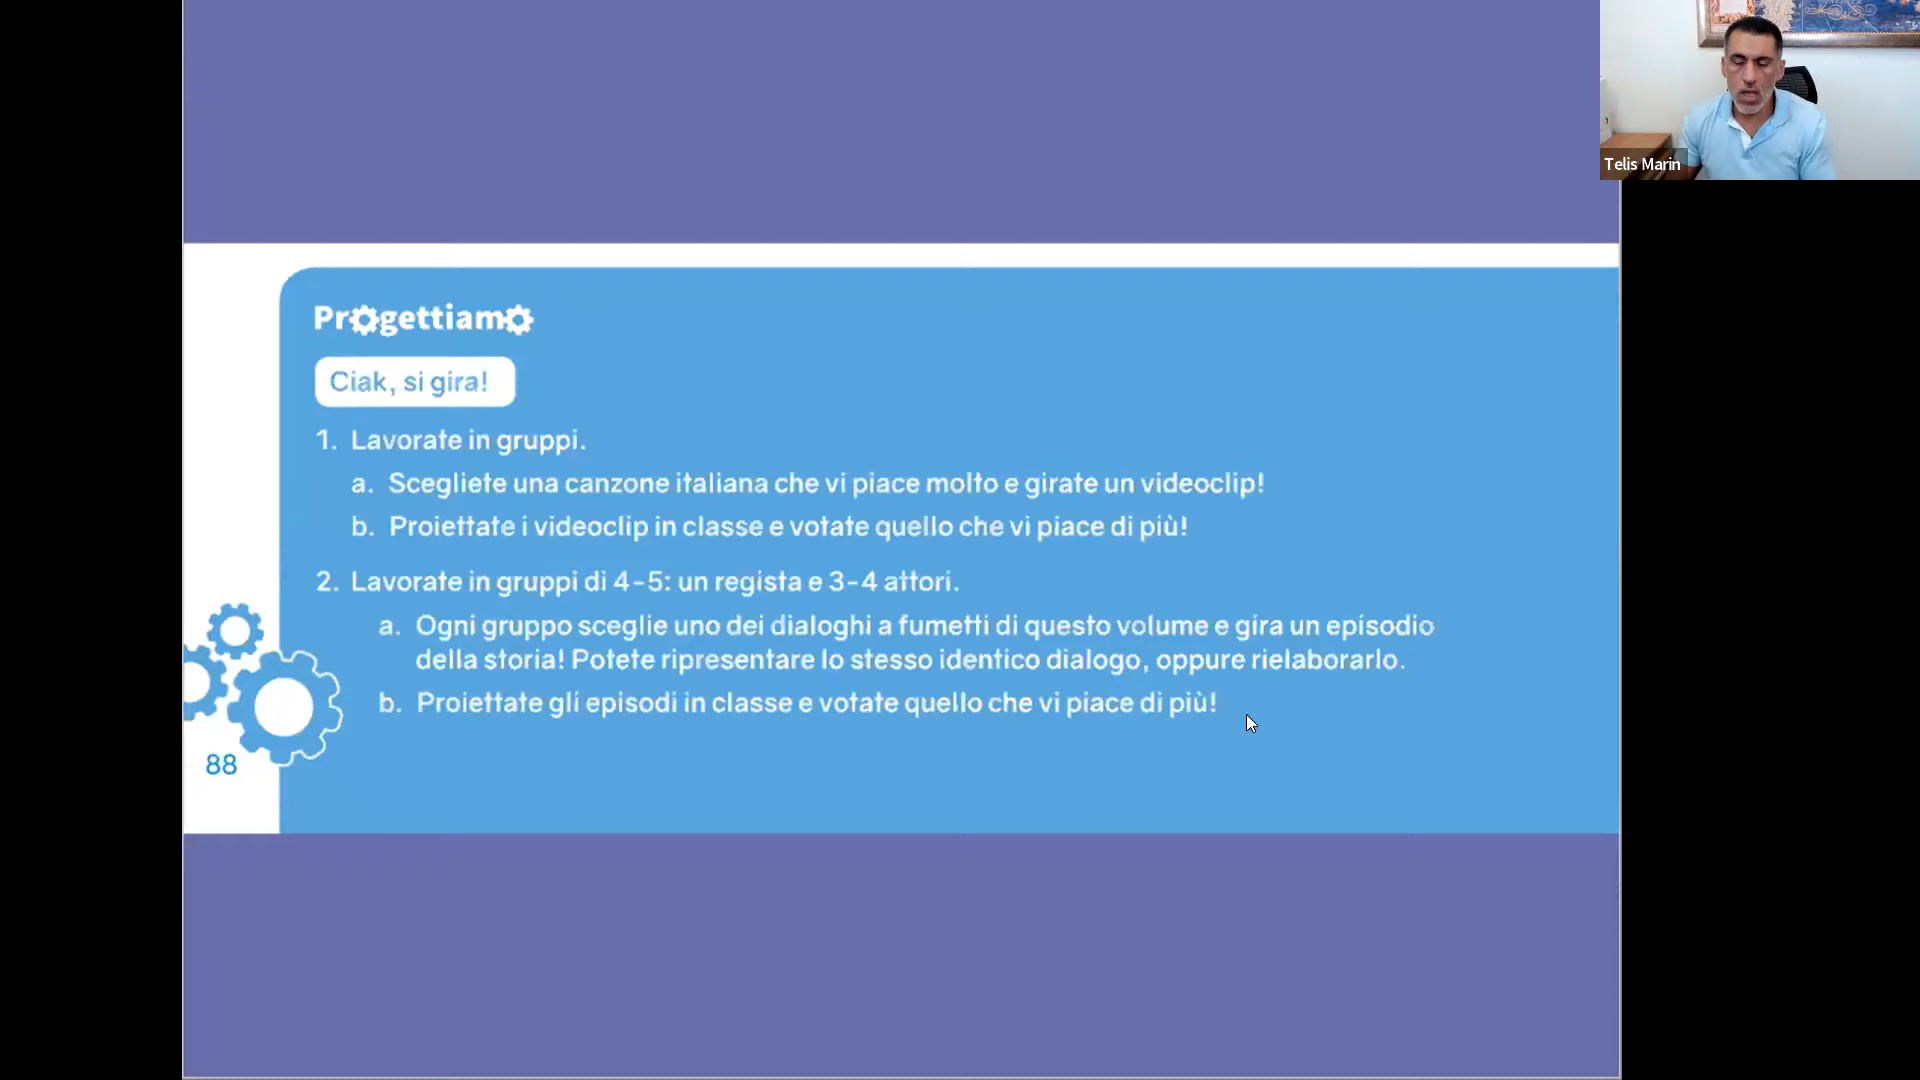 Telis Marin
Progettiamo
Ciak, si gira!
1. Lavorate in gruppi.
a. Scegliete una canzone italiana che vi piace molto e girate un videoclip!
b. Proiettate i videoclip in classe e votate quello che vi piace di più!
2. Lavorate in gruppi di 4-5: un regista e 3-4 attori.
a. Ogni gruppo sceglie uno dei dialoghi a fumetti di questo volume e gira un episodio
della storia! Potete ripresentare lo stesso identico dialogo, oppure rielaborarlo.
b. Proiettate gli episodi in classe e votate quello che vi piace di più!
88